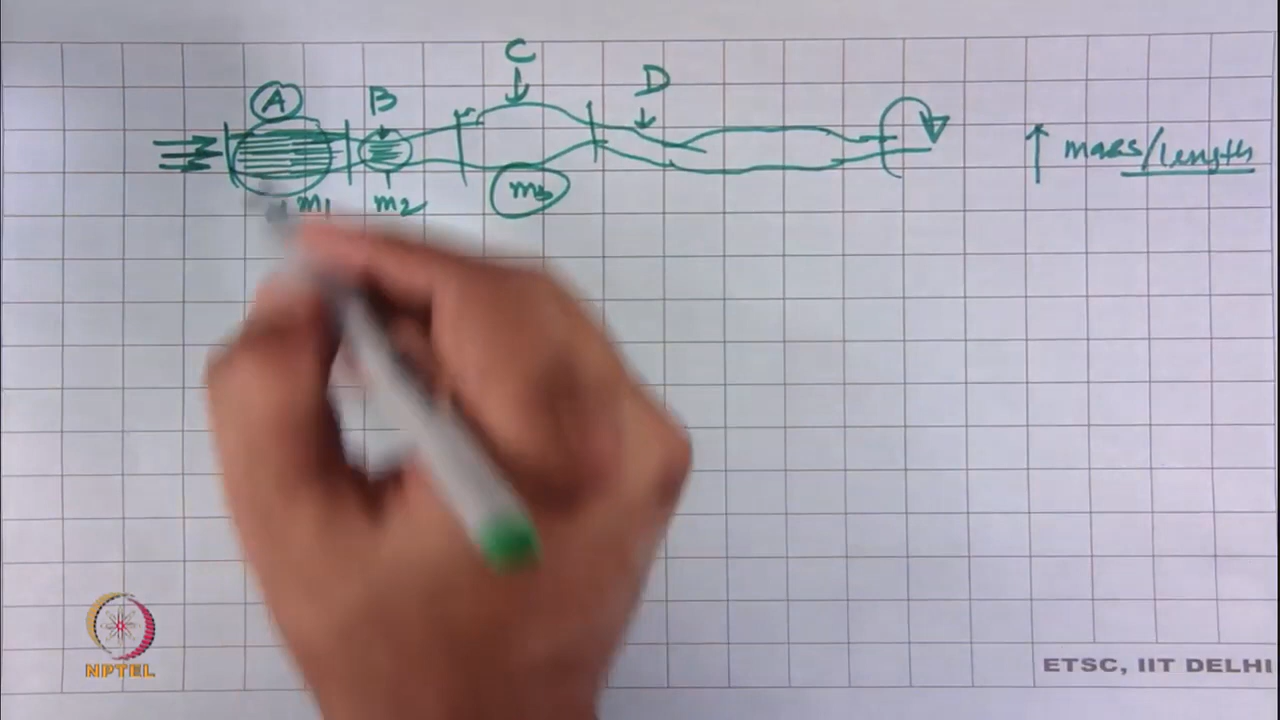 C
A B D
↑ mass/length
m1 m2 m3
NPTEL
ETSC, IIT DELHI